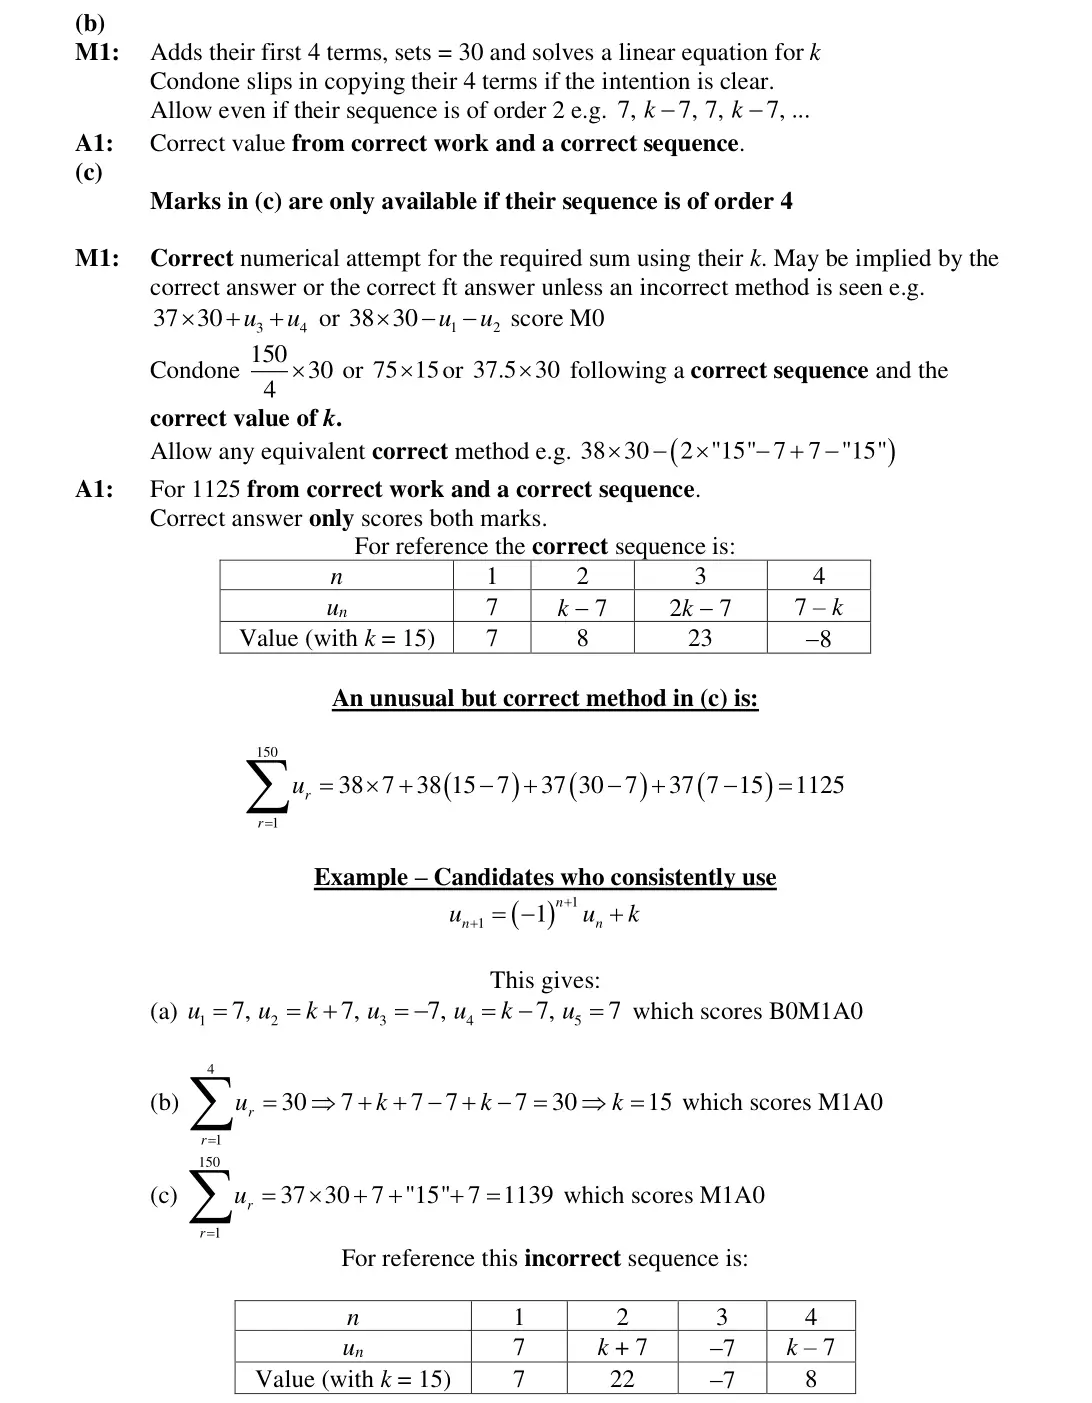 (b)
M1: Adds their first 4 terms, sets = 30 and solves a linear equation for k
Condone slips in copying their 4 terms if the intention is clear.
Allow even if their sequence is of order 2 e.g. 7, k − 7, 7, k − 7, ...
A1: Correct value from correct work and a correct sequence.
(c)
Marks in (c) are only available if their sequence is of order 4
M1: Correct numerical attempt for the required sum using their k. May be implied by the
correct answer or the correct ft answer unless an incorrect method is seen e.g.
37×30+u₃+u₄ or 38×30−u₁−u₂ score M0
Condone 150/4 ×30 or 75×15 or 37.5×30 following a correct sequence and the
correct value of k.
Allow any equivalent correct method e.g. 38×30−(2×"15"−7+7−"15")
A1: For 1125 from correct work and a correct sequence.
Correct answer only scores both marks.
For reference the correct sequence is:
n 1 2 3 4
uₙ 7 k – 7 2k – 7 7 – k
Value (with k = 15) 7 8 23 –8
An unusual but correct method in (c) is:
∑_{r=1}^{150} u_r = 38×7+38(15−7)+37(30−7)+37(7−15)=1125
Example – Candidates who consistently use
u_{n+1} = (−1)^{n+1} u_n + k
This gives:
(a) u₁ = 7, u₂ = k + 7, u₃ = −7, u₄ = k − 7, u₅ = 7 which scores B0M1A0
(b) ∑_{r=1}^{4} u_r = 30 ⇒ 7 + k + 7 − 7 + k − 7 = 30 ⇒ k = 15 which scores M1A0
(c) ∑_{r=1}^{150} u_r = 37×30+7+"15"+7=1139 which scores M1A0
For reference this incorrect sequence is:
n 1 2 3 4
uₙ 7 k + 7 –7 k – 7
Value (with k = 15) 7 22 –7 8